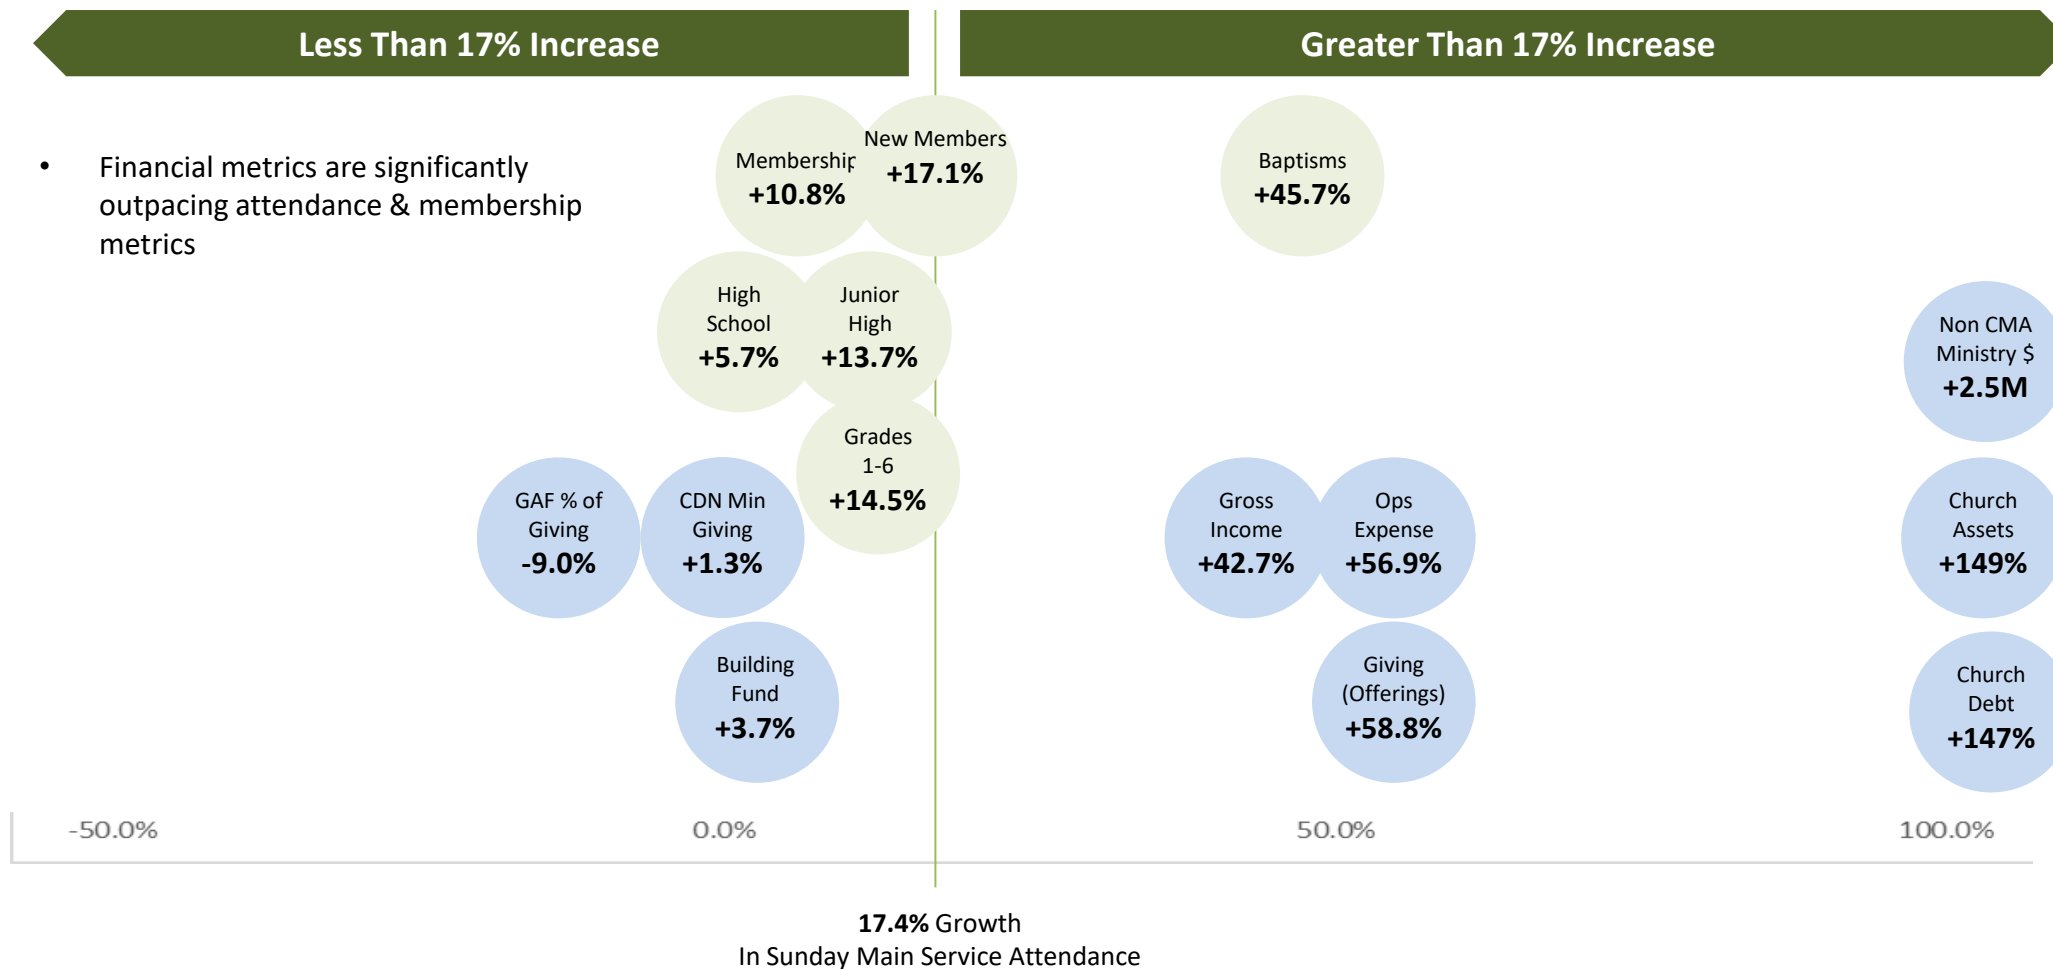 Less Than 17% Increase
Greater Than 17% Increase
• Financial metrics are significantly
outpacing attendance & membership
metrics
Membership
+10.8%
New Members
+17.1%
Baptisms
+45.7%
High
School
+5.7%
Junior
High
+13.7%
Non CMA
Ministry $
+2.5M
Grades
1-6
+14.5%
GAF % of
Giving
-9.0%
CDN Min
Giving
+1.3%
Gross
Income
+42.7%
Ops
Expense
+56.9%
Church
Assets
+149%
Building
Fund
+3.7%
Giving
(Offerings)
+58.8%
Church
Debt
+147%
-50.0%
0.0%
50.0%
100.0%
17.4% Growth
In Sunday Main Service Attendance